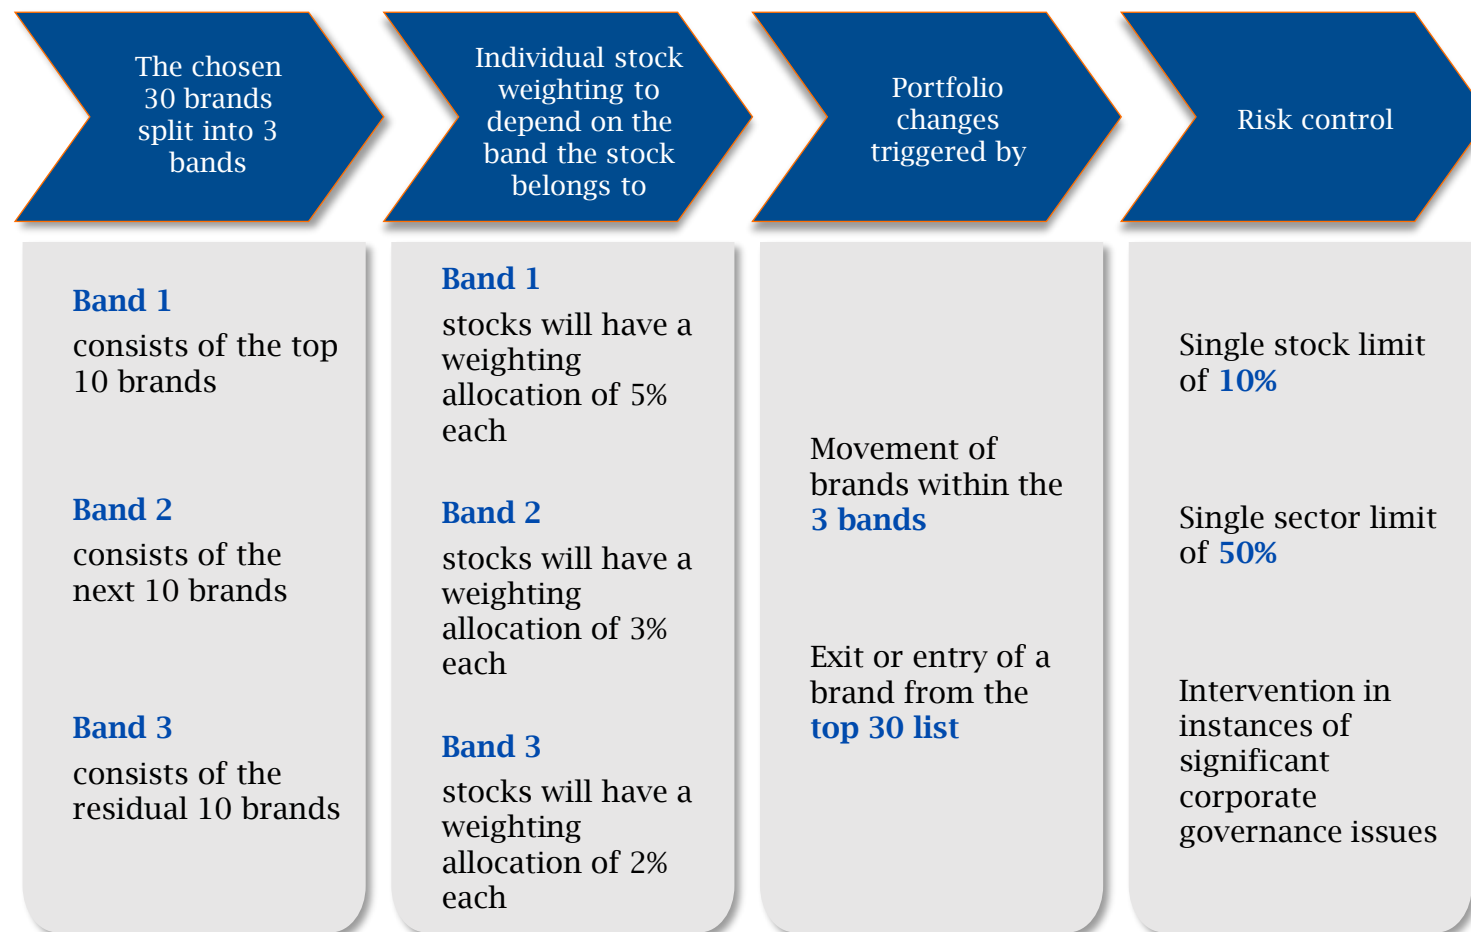 The chosen
30 brands
split into 3
bands
Individual stock
weighting to
depend on the
band the stock
belongs to
Portfolio
changes
triggered by
Risk control
Band 1
consists of the top
10 brands
Band 2
consists of the
next 10 brands
Band 3
consists of the
residual 10 brands
Band 1
stocks will have a
weighting
allocation of 5%
each
Band 2
stocks will have a
weighting
allocation of 3%
each
Band 3
stocks will have a
weighting
allocation of 2%
each
Movement of
brands within the
3 bands
Exit or entry of a
brand from the
top 30 list
Single stock limit
of 10%
Single sector limit
of 50%
Intervention in
instances of
significant
corporate
governance issues